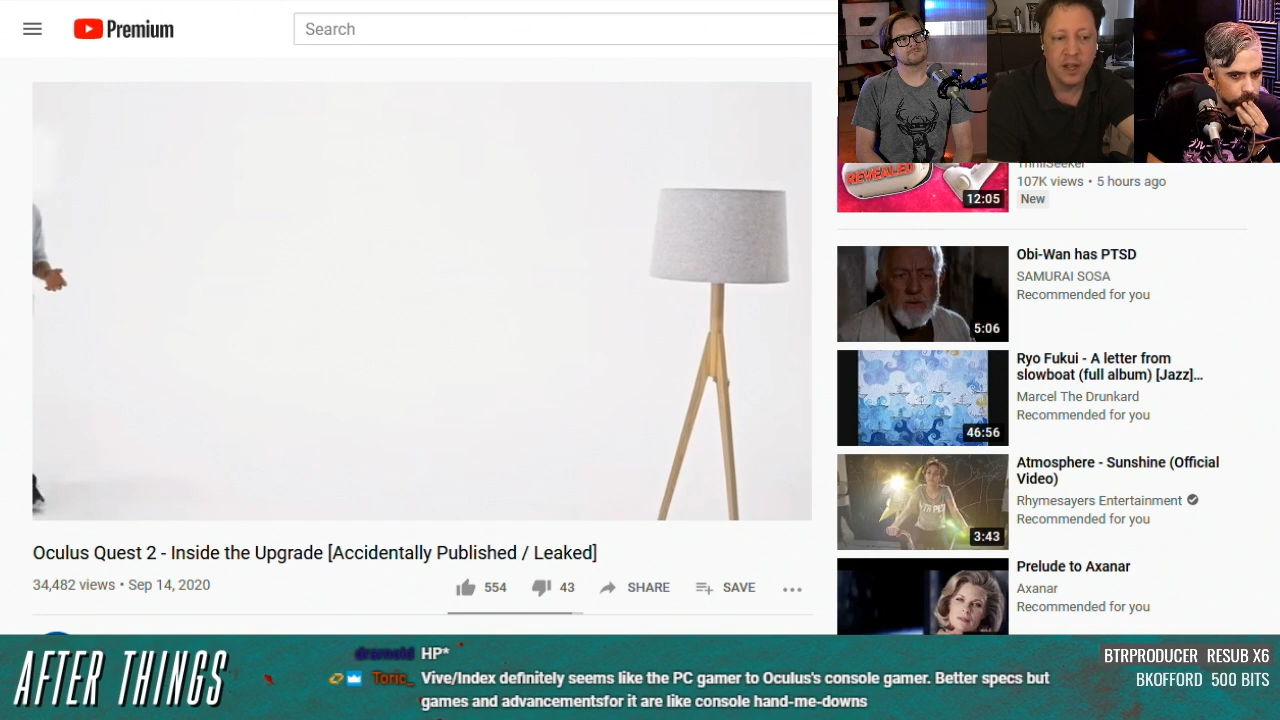 Premium
Search
REVEALED
12:05
ThrillSeeker
107K views • 5 hours ago
New
5:06
Obi-Wan has PTSD
SAMURAI SOSA
Recommended for you
46:56
Ryo Fukui - A letter from
slowboat (full album) [Jazz]...
Marcel The Drunkard
Recommended for you
3:43
Atmosphere - Sunshine (Official
Video)
Rhymesayers Entertainment
Recommended for you
Prelude to Axanar
Axanar
Recommended for you
Oculus Quest 2 - Inside the Upgrade [Accidentally Published / Leaked]
34,482 views • Sep 14, 2020
554
43
SHARE
SAVE
AFTER THINGS
HP*
Toric_ Vive/Index definitely seems like the PC gamer to Oculus's console gamer. Better specs but
games and advancementsfor it are like console hand-me-downs
BTRPRODUCER RESUB X6
BKOFFORD 500 BITS